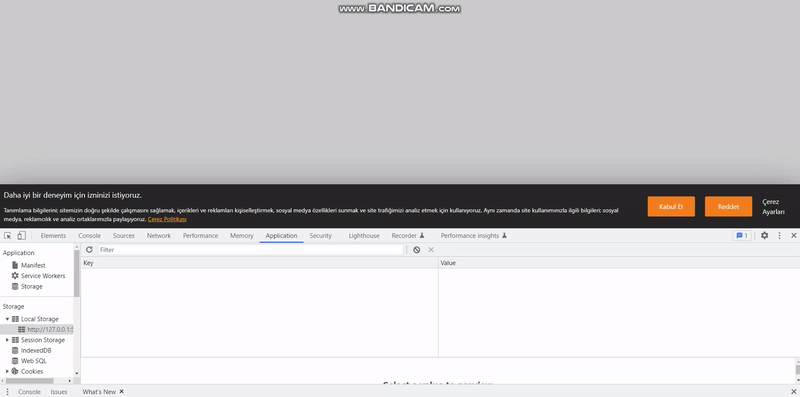 www.BANDICAM.com
Daha iyi bir deneyim için izninizi istiyoruz.
Tanımlama bilgilerini; sitemizin doğru şekilde çalışmasını sağlamak, içerikleri ve reklamları kişiselleştirmek, sosyal medya özellikleri sunmak ve site trafiğimizi analiz etmek için kullanıyoruz. Aynı zamanda site kullanımınızla ilgili bilgileri; sosyal
medya, reklamcılık ve analiz ortaklarımızla paylaşıyoruz. Çerez Politikası
Kabul Et
Reddet
Çerez
Ayarları
Elements Console Sources Network Performance Memory Application Security Lighthouse Recorder Performance insights 1
Application
Manifest
Service Workers
Storage
Storage
Local Storage
http://127.0.0.1:5
Session Storage
IndexedDB
Web SQL
Cookies
Filter
Key Value
Console Issues What's New